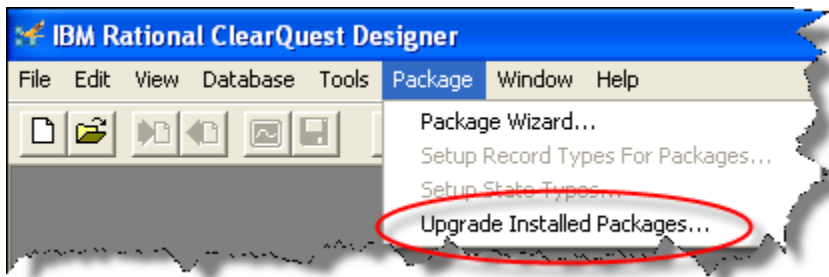 IBM Rational ClearQuest Designer
File Edit View Database Tools Package Window Help
Package Wizard...
Setup Record Types For Packages...
Setup State Types...
Upgrade Installed Packages...